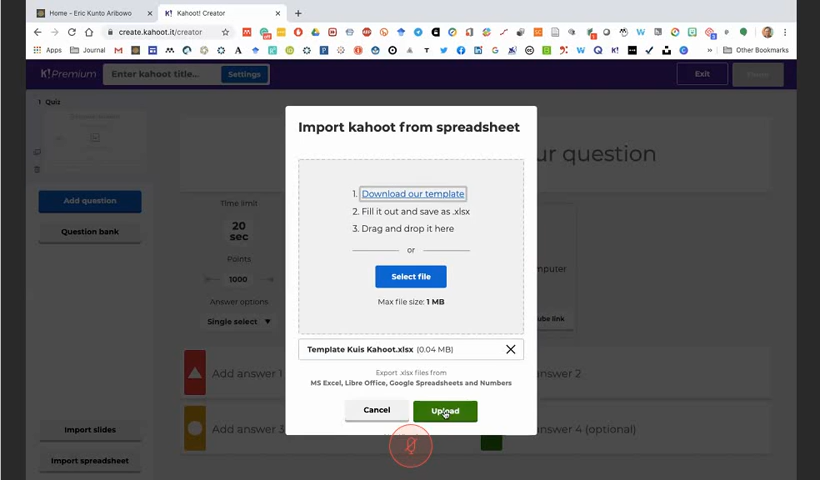 Home - Eric Kunto Aribowo
Kahoot! Creator
create.kahoot.it/creator
Apps
Journal
Other Bookmarks
K!Premium
Enter kahoot title...
Settings
Exit
1 Quiz
Add question
Question bank
Import slides
Import spreadsheet
ur question
Time limit
20
sec
Points
1000
Answer options
Single select
mputer
ube link
Add answer 1
2
Add answer 3
answer 4 (optional)
Import kahoot from spreadsheet
1. Download our template
2. Fill it out and save as .xlsx
3. Drag and drop it here
or
Select file
Max file size: 1 MB
Template Kuis Kahoot.xlsx (0.04 MB)
Export .xlsx files from
MS Excel, Libre Office, Google Spreadsheets and Numbers
Cancel
Upload